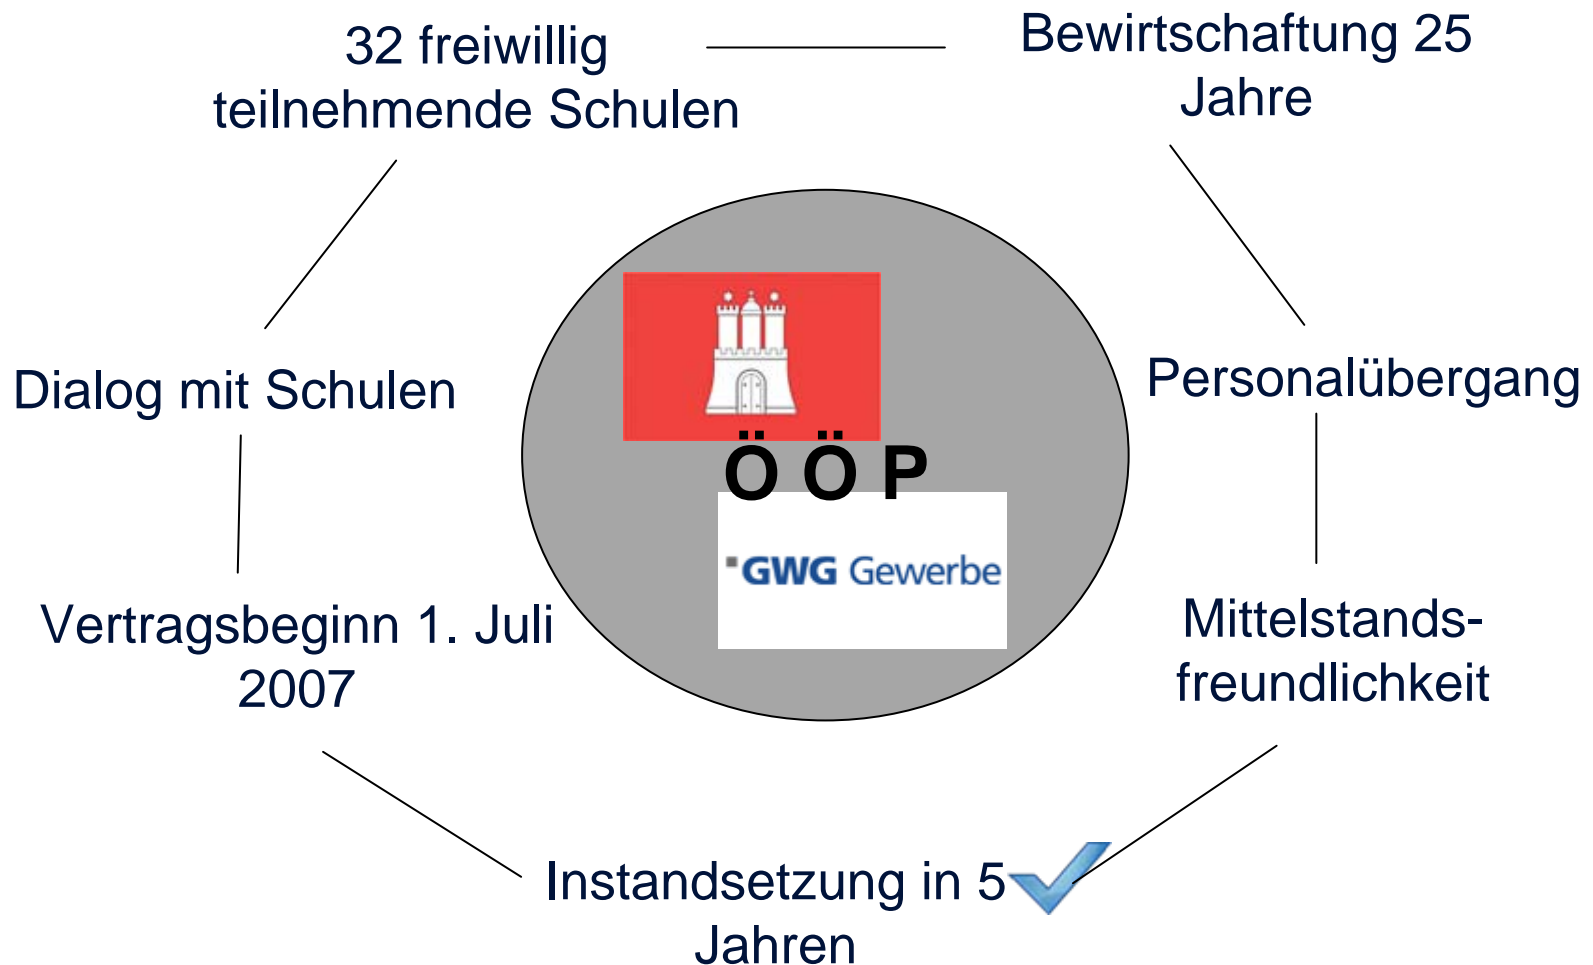 32 freiwillig
teilnehmende Schulen
Bewirtschaftung 25
Jahre
Dialog mit Schulen
Personalübergang
Ö Ö P
GWG Gewerbe
Vertragsbeginn 1. Juli
2007
Mittelstands-
freundlichkeit
Instandsetzung in 5
Jahren